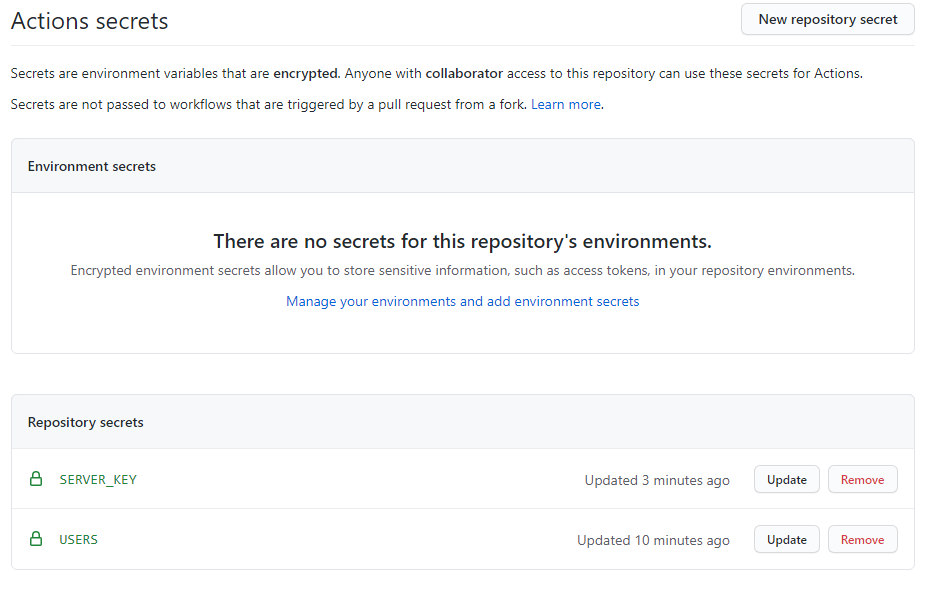 Actions secrets
New repository secret
Secrets are environment variables that are encrypted. Anyone with collaborator access to this repository can use these secrets for Actions.
Secrets are not passed to workflows that are triggered by a pull request from a fork. Learn more.
Environment secrets
There are no secrets for this repository's environments.
Encrypted environment secrets allow you to store sensitive information, such as access tokens, in your repository environments.
Manage your environments and add environment secrets
Repository secrets
SERVER_KEY Updated 3 minutes ago Update Remove
USERS Updated 10 minutes ago Update Remove